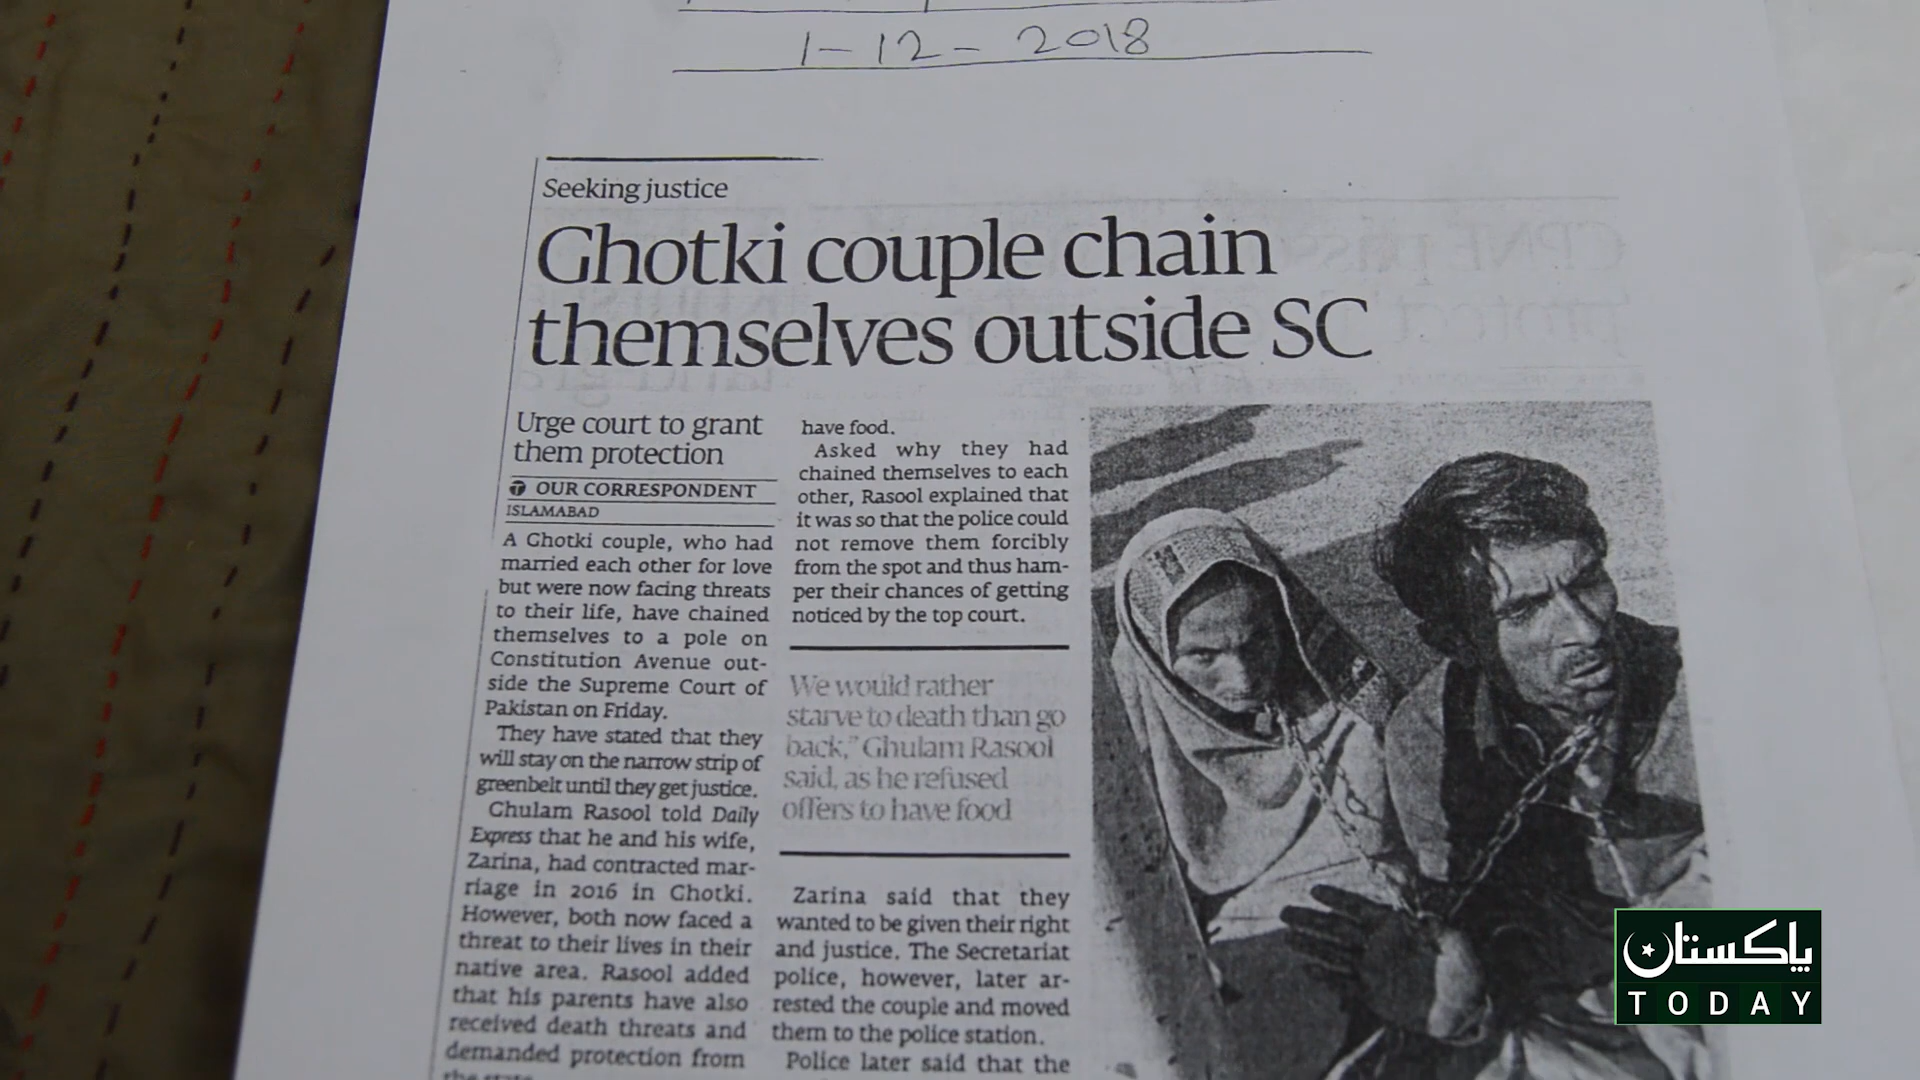 1-12-2018
Seeking justice
Ghotki couple chain
themselves outside SC
Urge court to grant
them protection
OUR CORRESPONDENT
ISLAMABAD
A Ghotki couple, who had
married each other for love
but were now facing threats
to their life, have chained
themselves to a pole on
Constitution Avenue out-
side the Supreme Court of
Pakistan on Friday.
They have stated that they
will stay on the narrow strip of
greenbelt until they get justice.
Ghulam Rasool told Daily
Express that he and his wife,
Zarina, had contracted mar-
riage in 2016 in Ghotki.
However, both now faced a
threat to their lives in their
native area. Rasool added
that his parents have also
received death threats and
demanded protection from
the state.
have food.
Asked why they had
chained themselves to each
other, Rasool explained that
it was so that the police could
not remove them forcibly
from the spot and thus ham-
per their chances of getting
noticed by the top court.
We would rather
starve to death than go
back," Ghulam Rasool
said, as he refused
offers to have food
Zarina said that they
wanted to be given their right
and justice. The Secretariat
police, however, later ar-
rested the couple and moved
them to the police station.
Police later said that the
پاکستان
TODAY